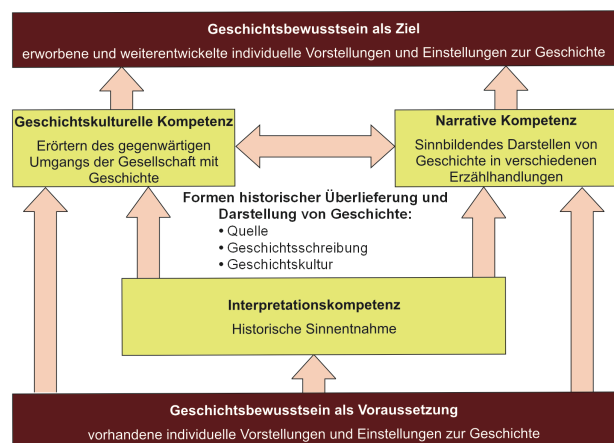 Geschichtsbewusstsein als Ziel
erworbene und weiterentwickelte individuelle Vorstellungen und Einstellungen zur Geschichte
Geschichtskulturelle Kompetenz
Erörtern des gegenwärtigen
Umgangs der Gesellschaft mit
Geschichte
Narrative Kompetenz
Sinnbildendes Darstellen von
Geschichte in verschiedenen
Erzählhandlungen
Formen historischer Überlieferung und
Darstellung von Geschichte:
• Quelle
• Geschichtsschreibung
• Geschichtskultur
Interpretationskompetenz
Historische Sinnentnahme
Geschichtsbewusstsein als Voraussetzung
vorhandene individuelle Vorstellungen und Einstellungen zur Geschichte